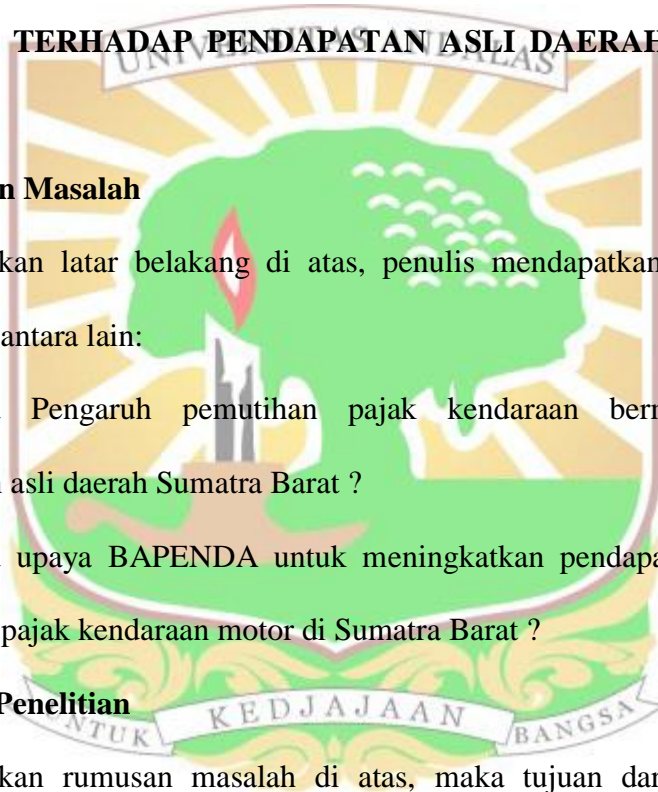 TERHADAP PENDAPATAN ASLI DAERAH
UNIVERSITAS ANDALAS
n Masalah
kan latar belakang di atas, penulis mendapatkan
antara lain:
Pengaruh pemutihan pajak kendaraan berm
asli daerah Sumatra Barat ?
upaya BAPENDA untuk meningkatkan pendapa
pajak kendaraan motor di Sumatra Barat ?
Penelitian
UNTUK KEDJAJAAN BANGSA
kan rumusan masalah di atas, maka tujuan dar